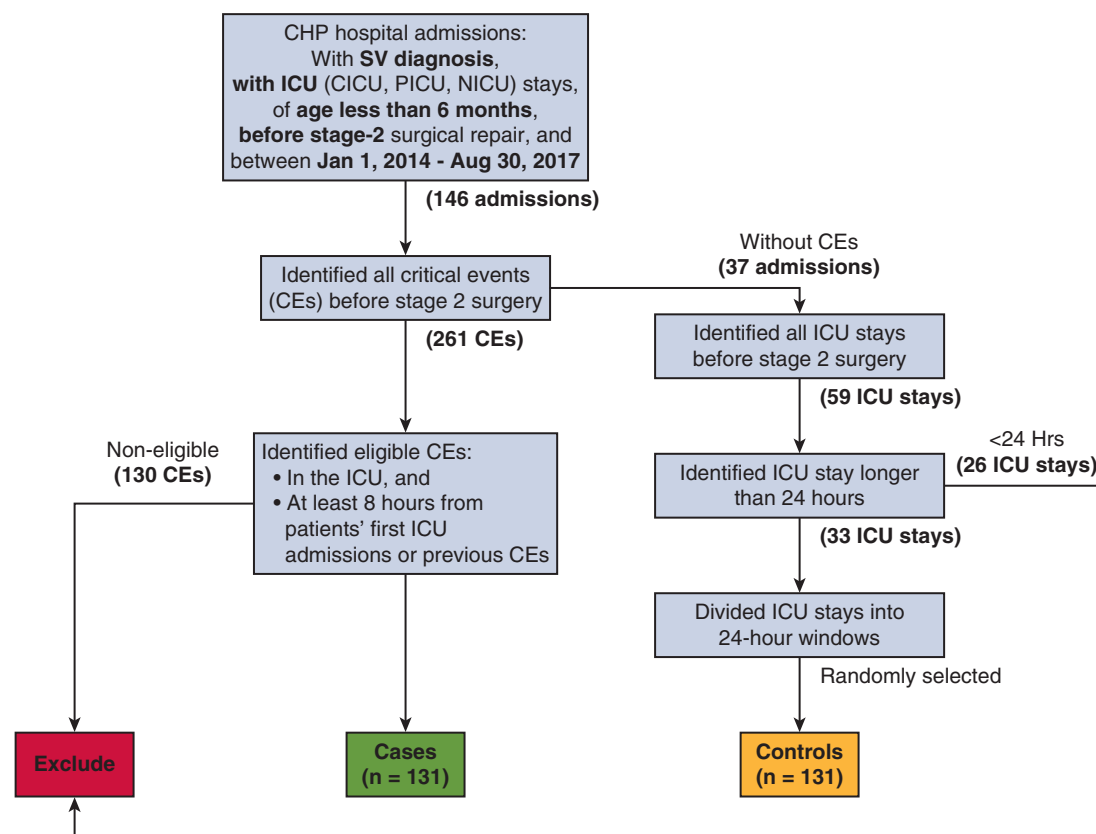 CHP hospital admissions:
With SV diagnosis,
with ICU (CICU, PICU, NICU) stays,
of age less than 6 months,
before stage-2 surgical repair, and
between Jan 1, 2014 - Aug 30, 2017
(146 admissions)
Identified all critical events
(CEs) before stage 2 surgery
Without CEs
(37 admissions)
(261 CEs)
Identified all ICU stays
before stage 2 surgery
(59 ICU stays)
Non-eligible
(130 CEs)
Identified eligible CEs:
• In the ICU, and
• At least 8 hours from
patients’ first ICU
admissions or previous CEs
Identified ICU stay longer
than 24 hours
<24 Hrs
(26 ICU stays)
(33 ICU stays)
Divided ICU stays into
24-hour windows
Randomly selected
Exclude
Cases
(n = 131)
Controls
(n = 131)